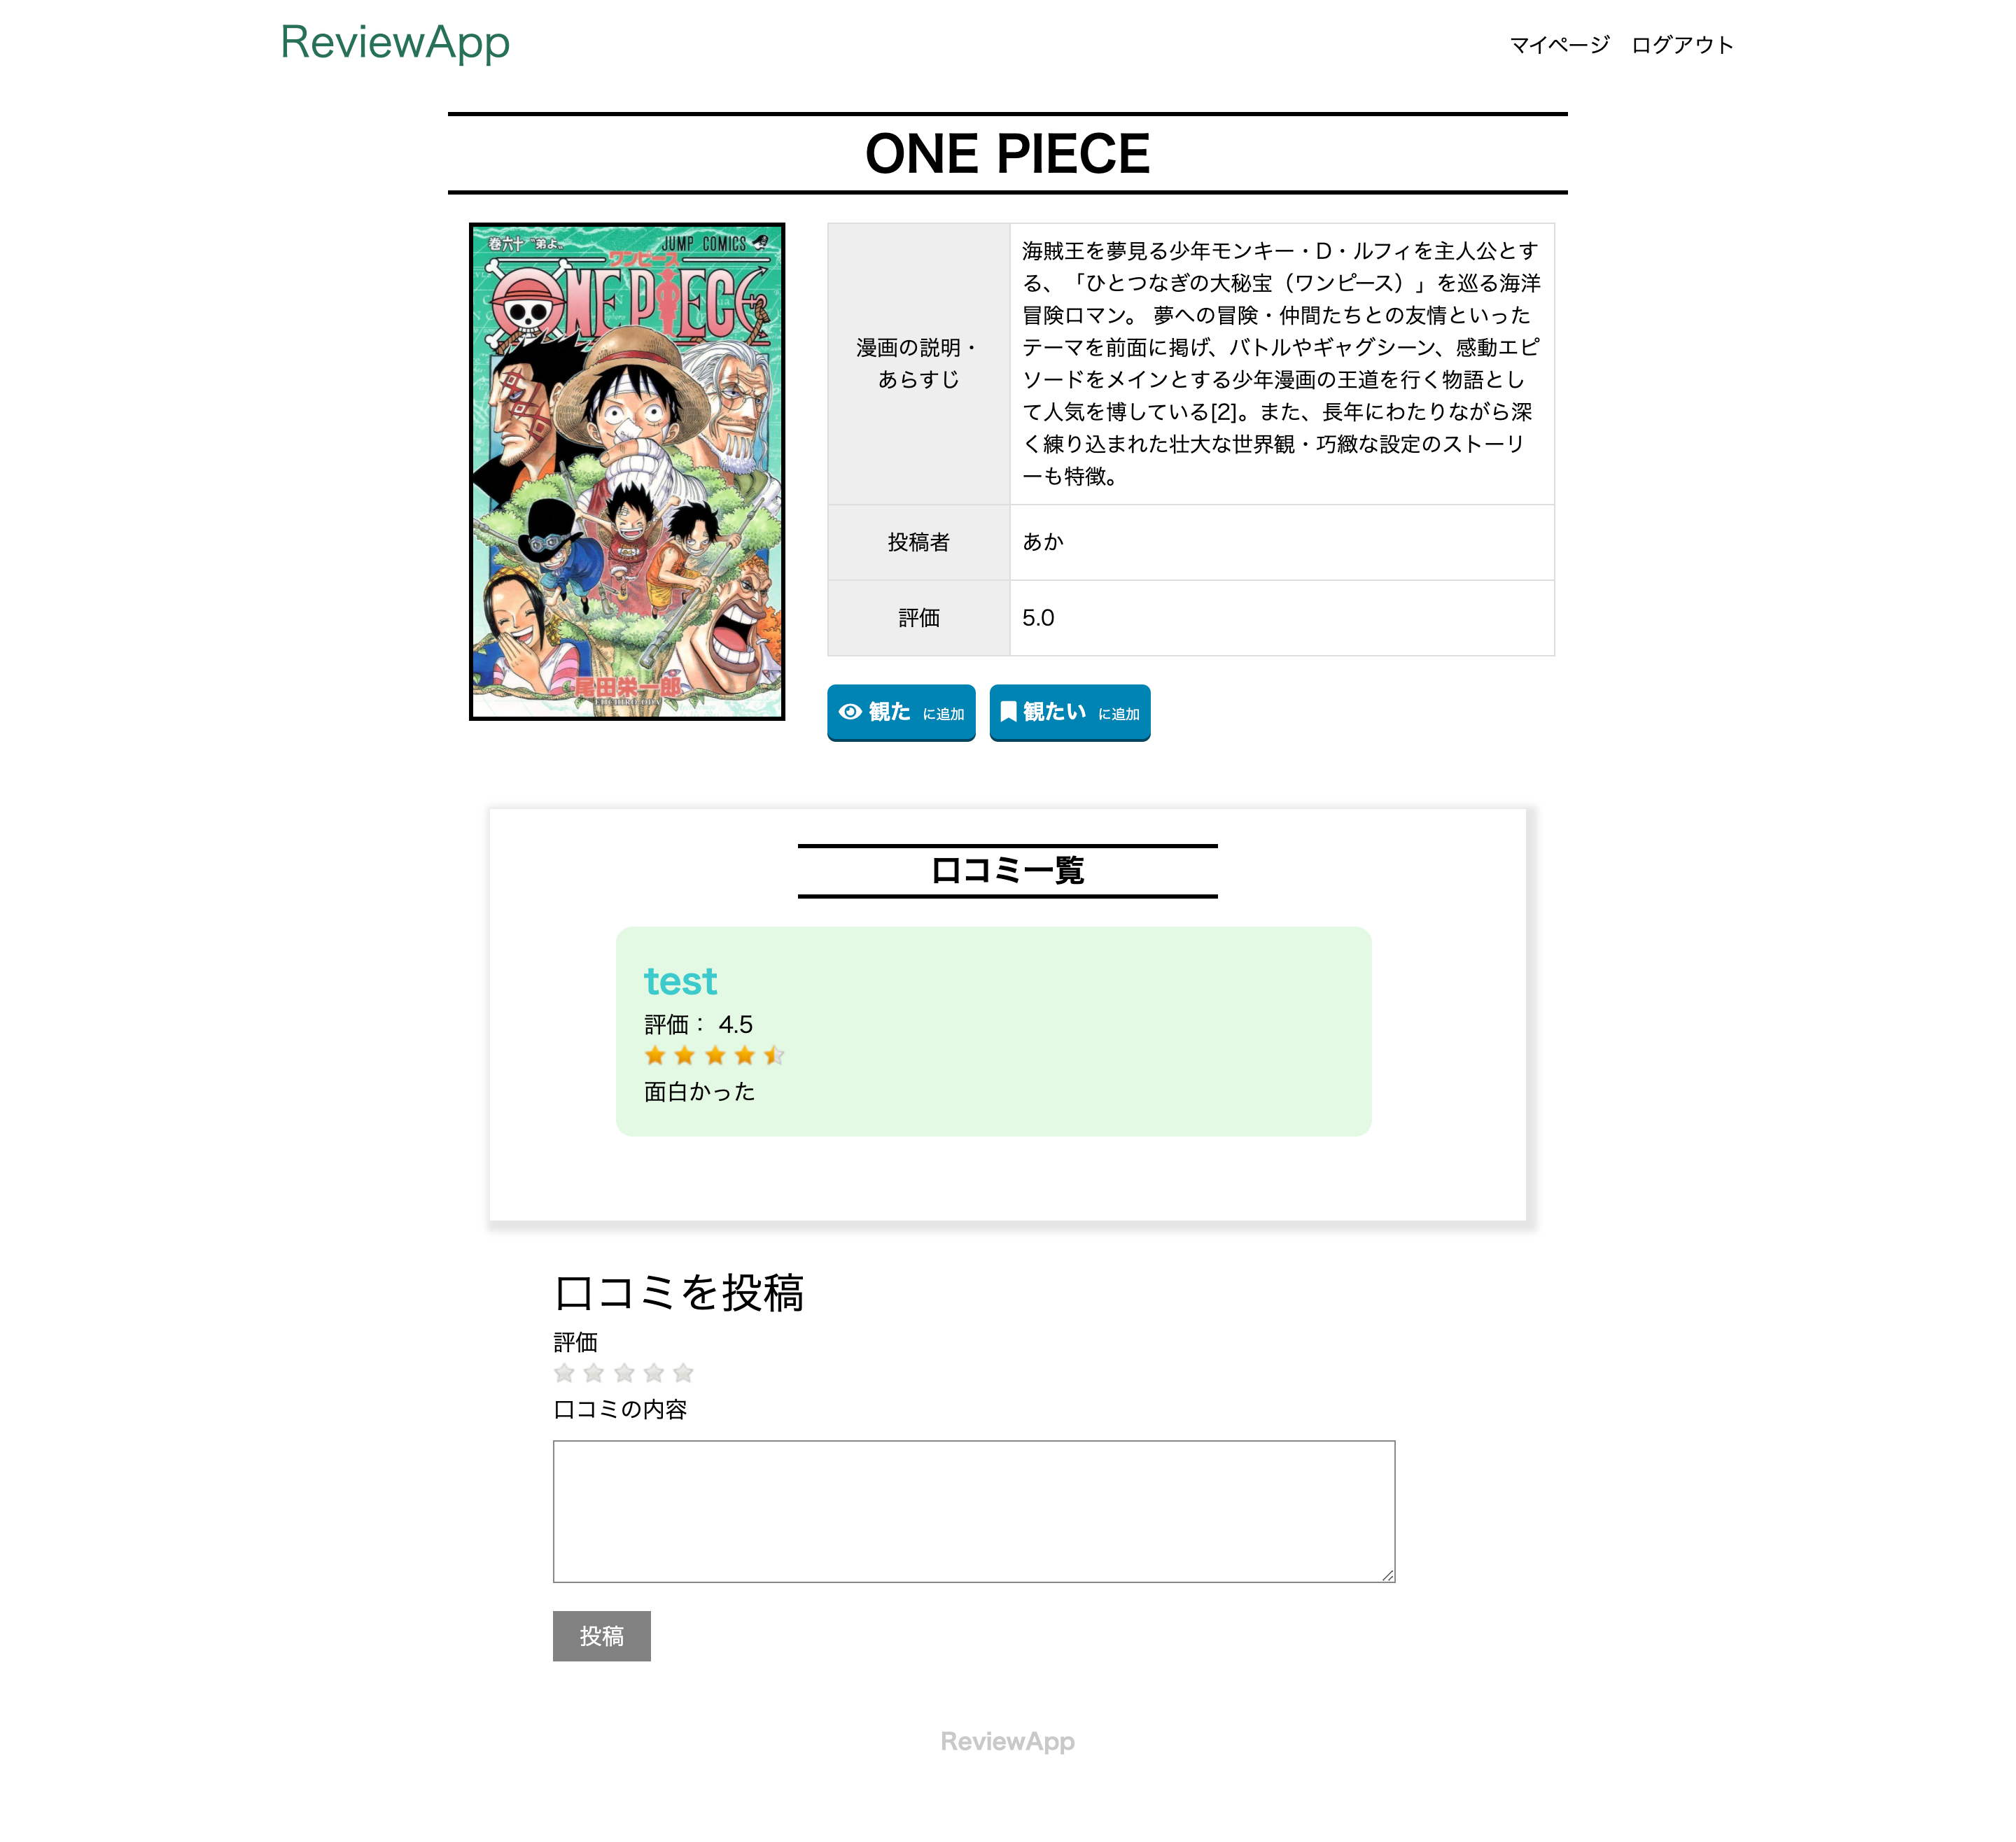 ReviewApp
マイページ ログアウト
ONE PIECE
巻六十 "弟よ"
JUMP COMICS
ワンピース
ONE PIECE
尾田栄一郎
EIICHIRO ODA
漫画の説明・
あらすじ
海賊王を夢見る少年モンキー・D・ルフィを主人公とす
る、「ひとつなぎの大秘宝（ワンピース）」を巡る海洋
冒険ロマン。 夢への冒険・仲間たちとの友情といった
テーマを前面に掲げ、バトルやギャグシーン、感動エピ
ソードをメインとする少年漫画の王道を行く物語とし
て人気を博している[2]。また、長年にわたりながら深
く練り込まれた壮大な世界観・巧緻な設定のストーリ
ーも特徴。
投稿者
あか
評価
5.0
観た に追加
観たい に追加
口コミ一覧
test
評価： 4.5
面白かった
口コミを投稿
評価
口コミの内容
投稿
ReviewApp